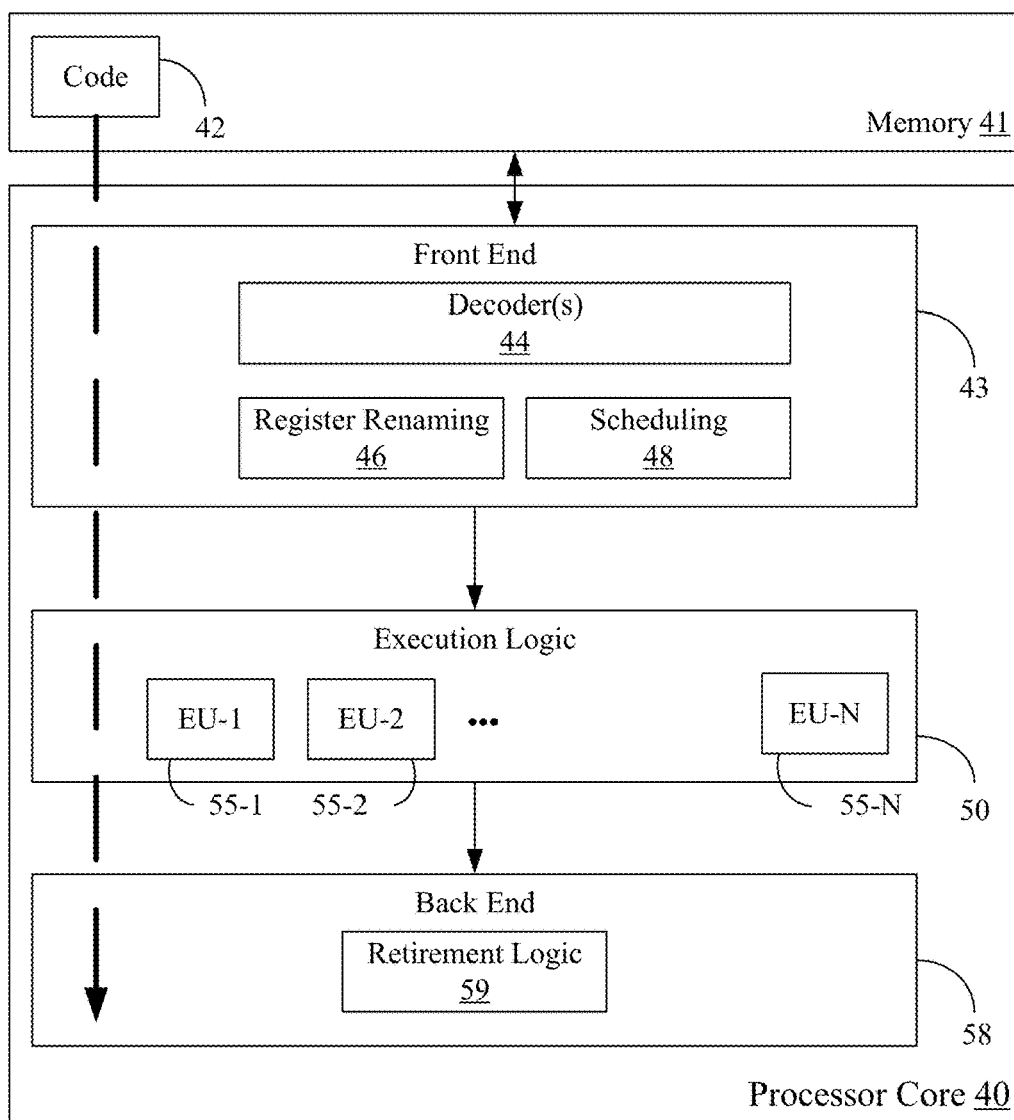 Code
42
Memory 41
Front End
Decoder(s)
44
43
Register Renaming
46
Scheduling
48
Execution Logic
EU-1
EU-2
...
EU-N
55-1
55-2
55-N
50
Back End
Retirement Logic
59
58
Processor Core 40